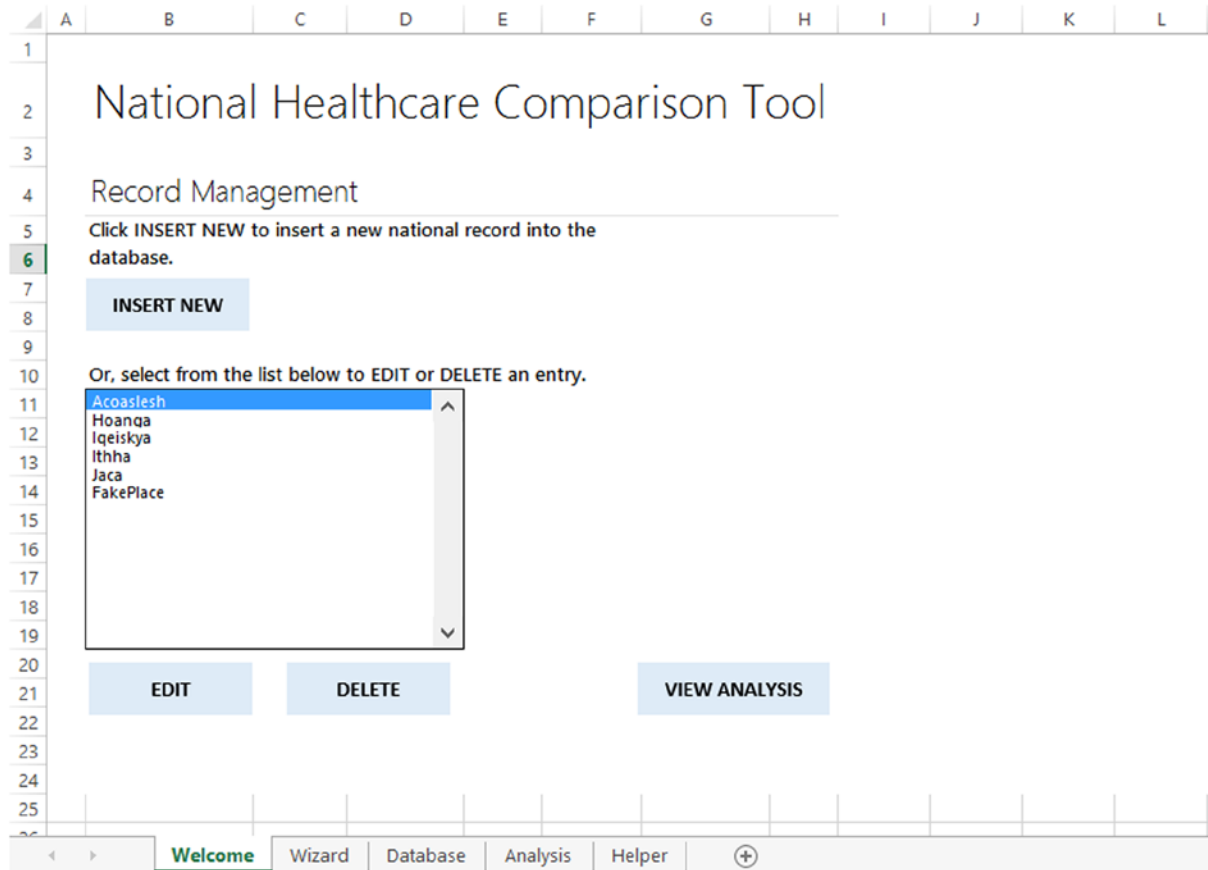 A B C D E F G H I J K L
1
2 National Healthcare Comparison Tool
3
4 Record Management
5 Click INSERT NEW to insert a new national record into the
6 database.
7
INSERT NEW
8
9
10 Or, select from the list below to EDIT or DELETE an entry.
11 Acoaslesh
Hoanga
12 Iqeiskya
13 Ithha
Jaca
14 FakePlace
15
16
17
18
19
20
21 EDIT DELETE VIEW ANALYSIS
22
23
24
25
26
Welcome Wizard Database Analysis Helper